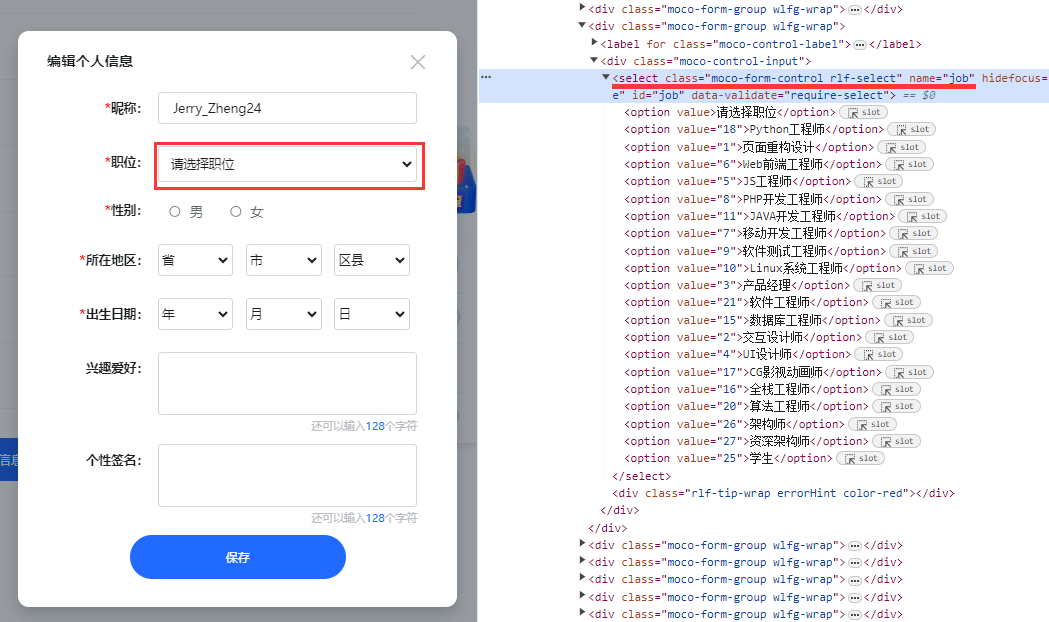 编辑个人信息
*昵称:
Jerry_Zheng24
*职位:
请选择职位
*性别:
男
女
*所在地区:
省
市
区县
*出生日期:
年
月
日
兴趣爱好:
还可以输入128个字符
个性签名:
还可以输入128个字符
保存
<div class="moco-form-group wlfg-wrap">…</div>
<div class="moco-form-group wlfg-wrap">
<label for class="moco-control-label">…</label>
<div class="moco-control-input">
<select class="moco-form-control rlf-select" name="job" hidefocus=
e" id="job" data-validate="require-select"> == $0
<option value>请选择职位</option> slot
<option value="18">Python工程师</option> slot
<option value="1">页面重构设计</option> slot
<option value="6">Web前端工程师</option> slot
<option value="5">JS工程师</option> slot
<option value="8">PHP开发工程师</option> slot
<option value="11">JAVA开发工程师</option> slot
<option value="7">移动开发工程师</option> slot
<option value="9">软件测试工程师</option> slot
<option value="10">Linux系统工程师</option> slot
<option value="3">产品经理</option> slot
<option value="21">软件工程师</option> slot
<option value="15">数据库工程师</option> slot
<option value="2">交互设计师</option> slot
<option value="4">UI设计师</option> slot
<option value="17">CG影视动画师</option> slot
<option value="16">全栈工程师</option> slot
<option value="20">算法工程师</option> slot
<option value="26">架构师</option> slot
<option value="27">资深架构师</option> slot
<option value="25">学生</option> slot
</select>
<div class="rlf-tip-wrap errorHint color-red"></div>
</div>
</div>
<div class="moco-form-group wlfg-wrap">…</div>
<div class="moco-form-group wlfg-wrap">…</div>
<div class="moco-form-group wlfg-wrap">…</div>
<div class="moco-form-group wlfg-wrap">…</div>
<div class="moco-form-group wlfg-wrap">…</div>